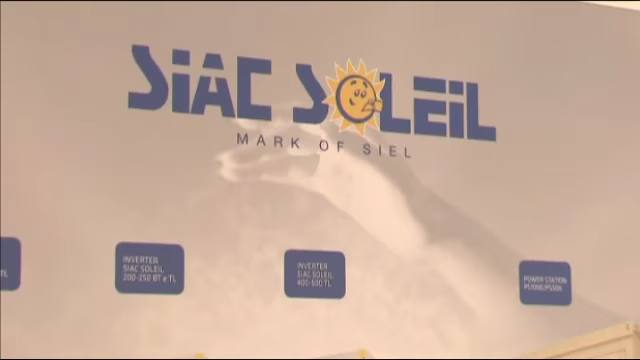 SIAC SOLEIL
MARK OF SIEL
TL
INVERTER
SIAC SOLEIL
200-250 BT e TL
INVERTER
SIAC SOLEIL
400-500 TL
POWER STATION